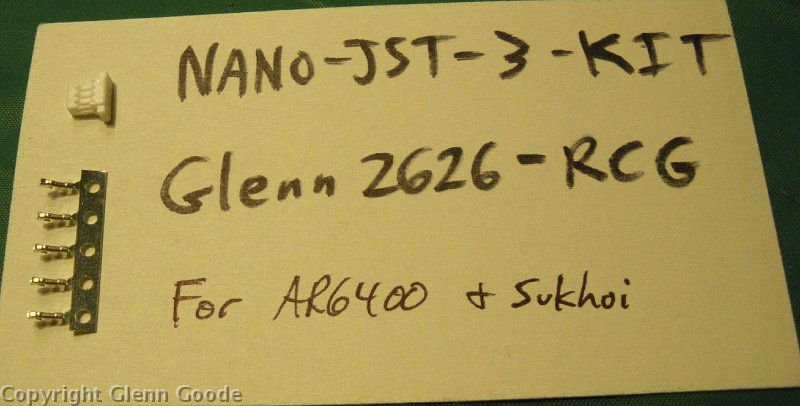 NANO-JST-3-KIT
Glenn 2626-RCG
For AR6400 & Sukhoi
Copyright Glenn Goode